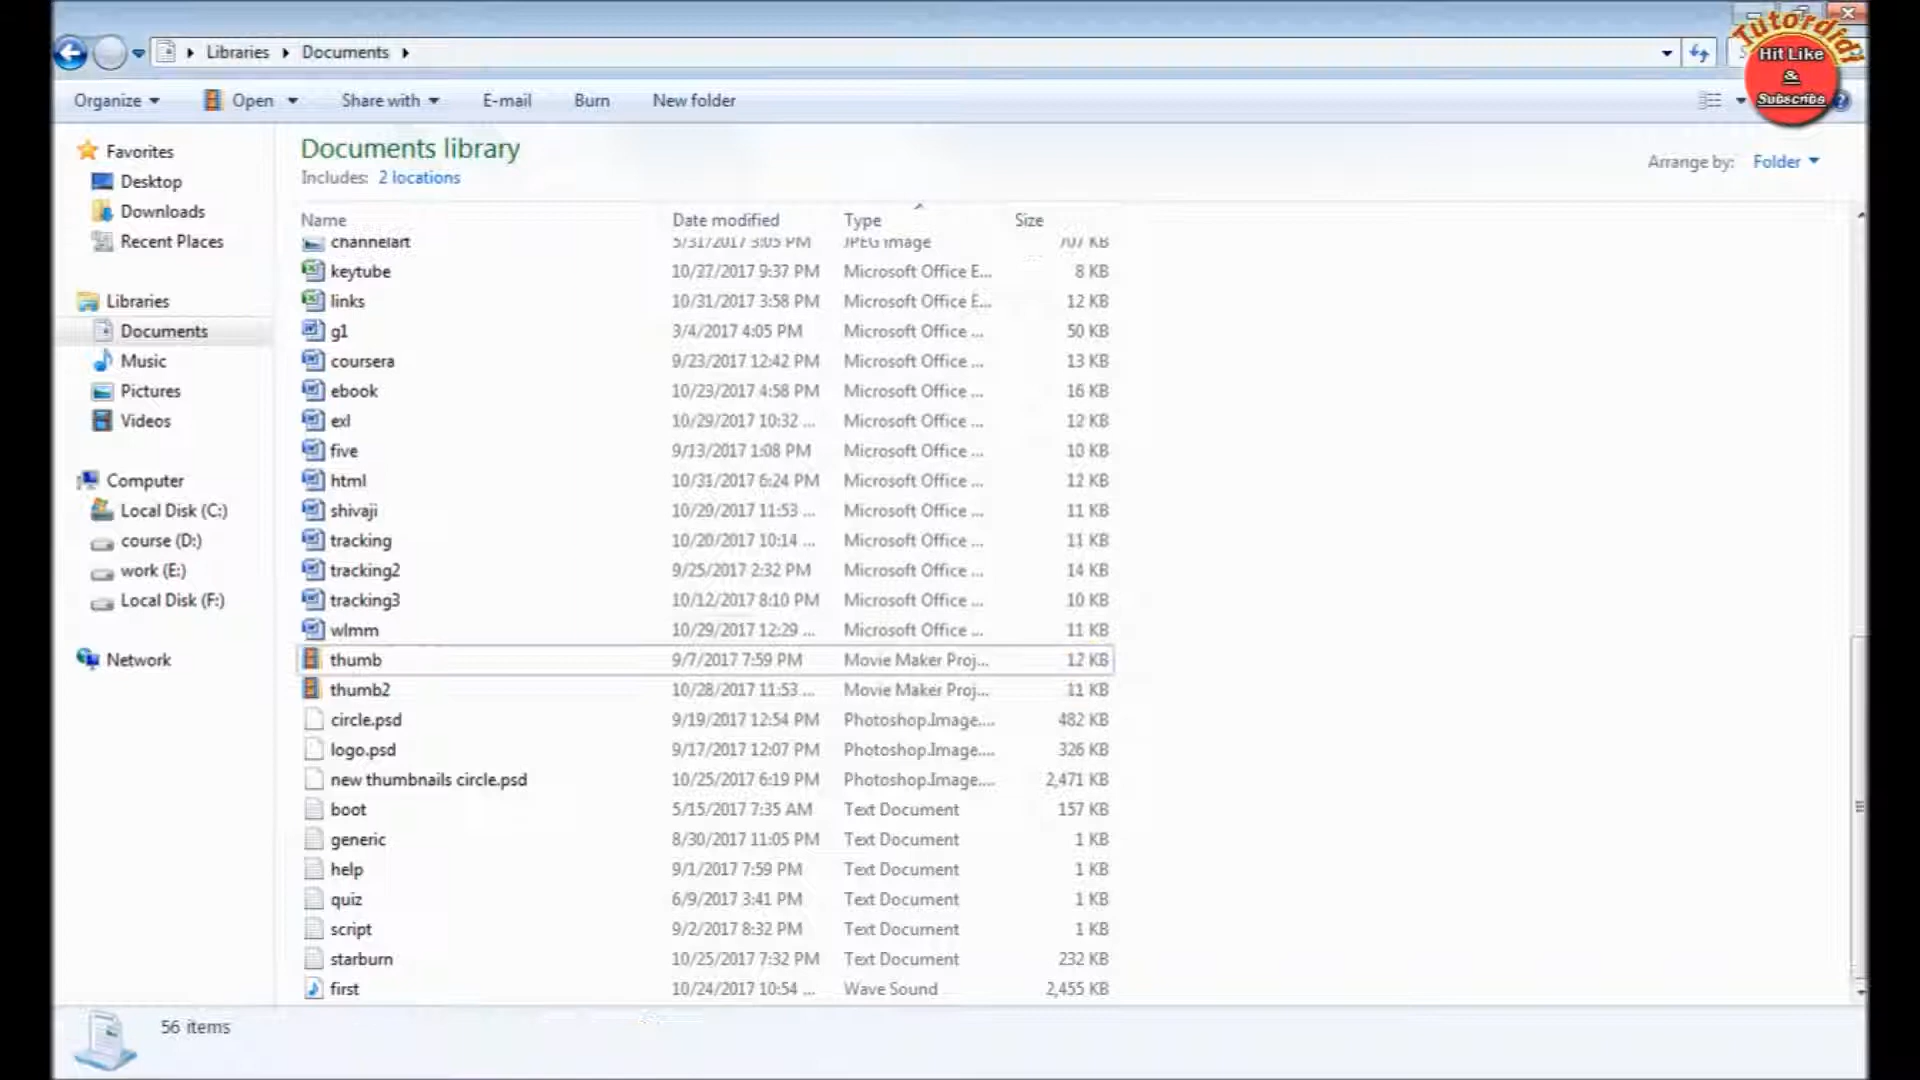 Tutordidi
Hit Like
&
Subscribe
Libraries Documents
Organize Open Share with E-mail Burn New folder
Documents library
Includes: 2 locations
Arrange by: Folder
Favorites
Desktop
Downloads
Recent Places
Libraries
Documents
Music
Pictures
Videos
Computer
Local Disk (C:)
course (D:)
work (E:)
Local Disk (F:)
Network
Name Date modified Type Size
channelart 5/31/2017 3:05 PM JPEG image 707 KB
keytube 10/27/2017 9:37 PM Microsoft Office E... 8 KB
links 10/31/2017 3:58 PM Microsoft Office E... 12 KB
g1 3/4/2017 4:05 PM Microsoft Office ... 50 KB
coursera 9/23/2017 12:42 PM Microsoft Office ... 13 KB
ebook 10/23/2017 4:58 PM Microsoft Office ... 16 KB
exl 10/29/2017 10:32 ... Microsoft Office ... 12 KB
five 9/13/2017 1:08 PM Microsoft Office ... 10 KB
html 10/31/2017 6:24 PM Microsoft Office ... 12 KB
shivaji 10/29/2017 11:53 ... Microsoft Office ... 11 KB
tracking 10/20/2017 10:14 ... Microsoft Office ... 11 KB
tracking2 9/25/2017 2:32 PM Microsoft Office ... 14 KB
tracking3 10/12/2017 8:10 PM Microsoft Office ... 10 KB
wlmm 10/29/2017 12:29 ... Microsoft Office ... 11 KB
thumb 9/7/2017 7:59 PM Movie Maker Proj... 12 KB
thumb2 10/28/2017 11:53 ... Movie Maker Proj... 11 KB
circle.psd 9/19/2017 12:54 PM Photoshop.Image.... 482 KB
logo.psd 9/17/2017 12:07 PM Photoshop.Image.... 326 KB
new thumbnails circle.psd 10/25/2017 6:19 PM Photoshop.Image.... 2,471 KB
boot 5/15/2017 7:35 AM Text Document 157 KB
generic 8/30/2017 11:05 PM Text Document 1 KB
help 9/1/2017 7:59 PM Text Document 1 KB
quiz 6/9/2017 3:41 PM Text Document 1 KB
script 9/2/2017 8:32 PM Text Document 1 KB
starburn 10/25/2017 7:32 PM Text Document 232 KB
first 10/24/2017 10:54 ... Wave Sound 2,455 KB
56 items